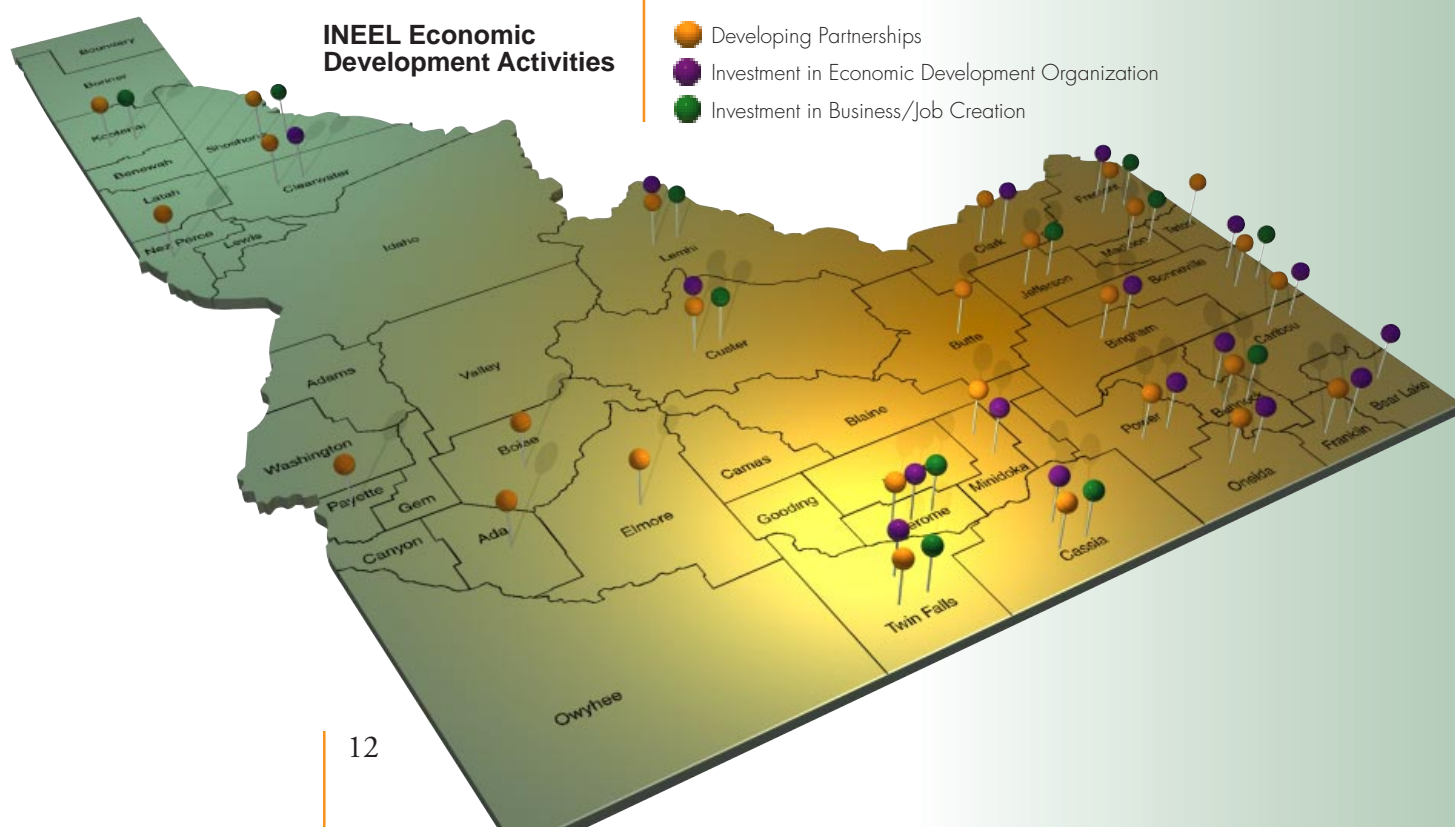 INEEL Economic
Development Activities
Developing Partnerships
Investment in Economic Development Organization
Investment in Business/Job Creation
Boundary
Bonner
Kootenai
Shoshone
Benewah
Latah
Clearwater
Nez Perce
Lewis
Idaho
Lemhi
Clark
Fremont
Madison
Teton
Jefferson
Bonneville
Custer
Butte
Bingham
Caribou
Adams
Valley
Blaine
Power
Bannock
Bear Lake
Washington
Boise
Camas
Franklin
Payette
Gem
Gooding
Minidoka
Oneida
Canyon
Ada
Elmore
Jerome
Cassia
Twin Falls
Owyhee
12